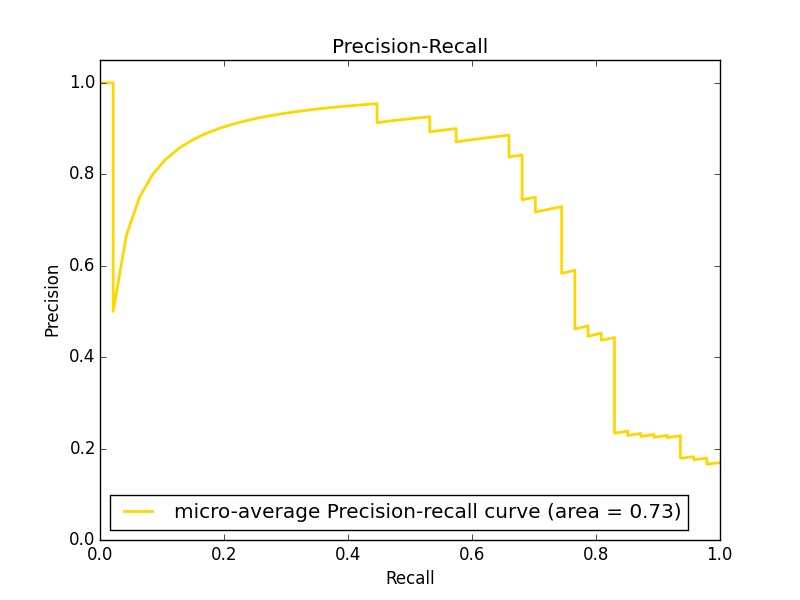 Precision-Recall
1.0
0.8
0.6
0.4
0.2
0.0
Precision
micro-average Precision-recall curve (area = 0.73)
0.0 0.2 0.4 0.6 0.8 1.0
Recall